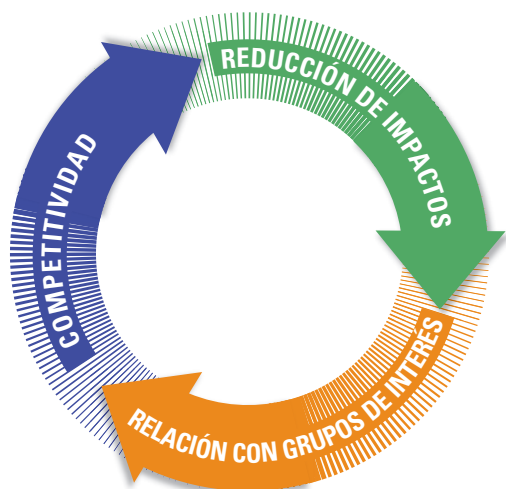 REDUCCIÓN DE IMPACTOS
RELACIÓN CON GRUPOS DE INTERÉS
COMPETITIVIDAD